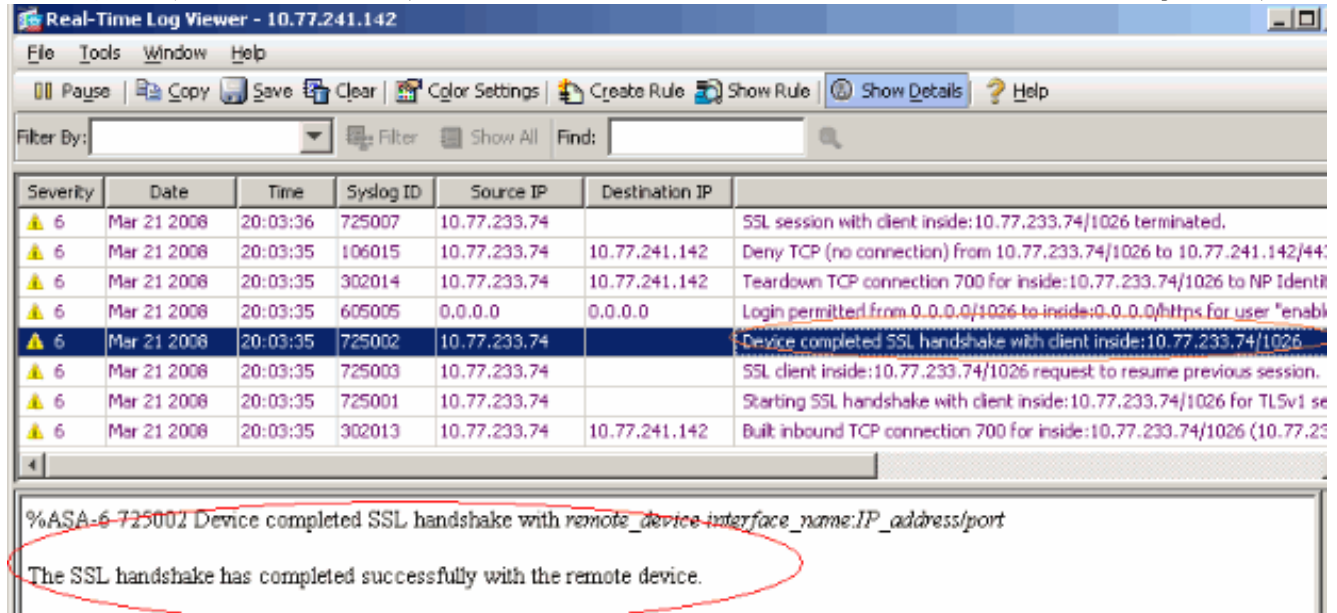 Real-Time Log Viewer - 10.77.241.142
File Tools Window Help
Pause Copy Save Clear Color Settings Create Rule Show Rule Show Details Help
Filter By: Filter Show All Find:
Severity Date Time Syslog ID Source IP Destination IP
6 Mar 21 2008 20:03:36 725007 10.77.233.74 SSL session with client inside:10.77.233.74/1026 terminated.
6 Mar 21 2008 20:03:35 106015 10.77.233.74 10.77.241.142 Deny TCP (no connection) from 10.77.233.74/1026 to 10.77.241.142/443
6 Mar 21 2008 20:03:35 302014 10.77.233.74 10.77.241.142 Teardown TCP connection 700 for inside:10.77.233.74/1026 to NP Identit
6 Mar 21 2008 20:03:35 605005 0.0.0.0 0.0.0.0 Login permitted from 0.0.0.0/1026 to inside:0.0.0.0/https for user "enabl
6 Mar 21 2008 20:03:35 725002 10.77.233.74 Device completed SSL handshake with client inside:10.77.233.74/1026
6 Mar 21 2008 20:03:35 725003 10.77.233.74 SSL client inside:10.77.233.74/1026 request to resume previous session.
6 Mar 21 2008 20:03:35 725001 10.77.233.74 Starting SSL handshake with client inside:10.77.233.74/1026 for TLSv1 se
6 Mar 21 2008 20:03:35 302013 10.77.233.74 10.77.241.142 Built inbound TCP connection 700 for inside:10.77.233.74/1026 (10.77.23
%ASA-6-725002 Device completed SSL handshake with remote_device interface_name:IP_address/port
The SSL handshake has completed successfully with the remote device.